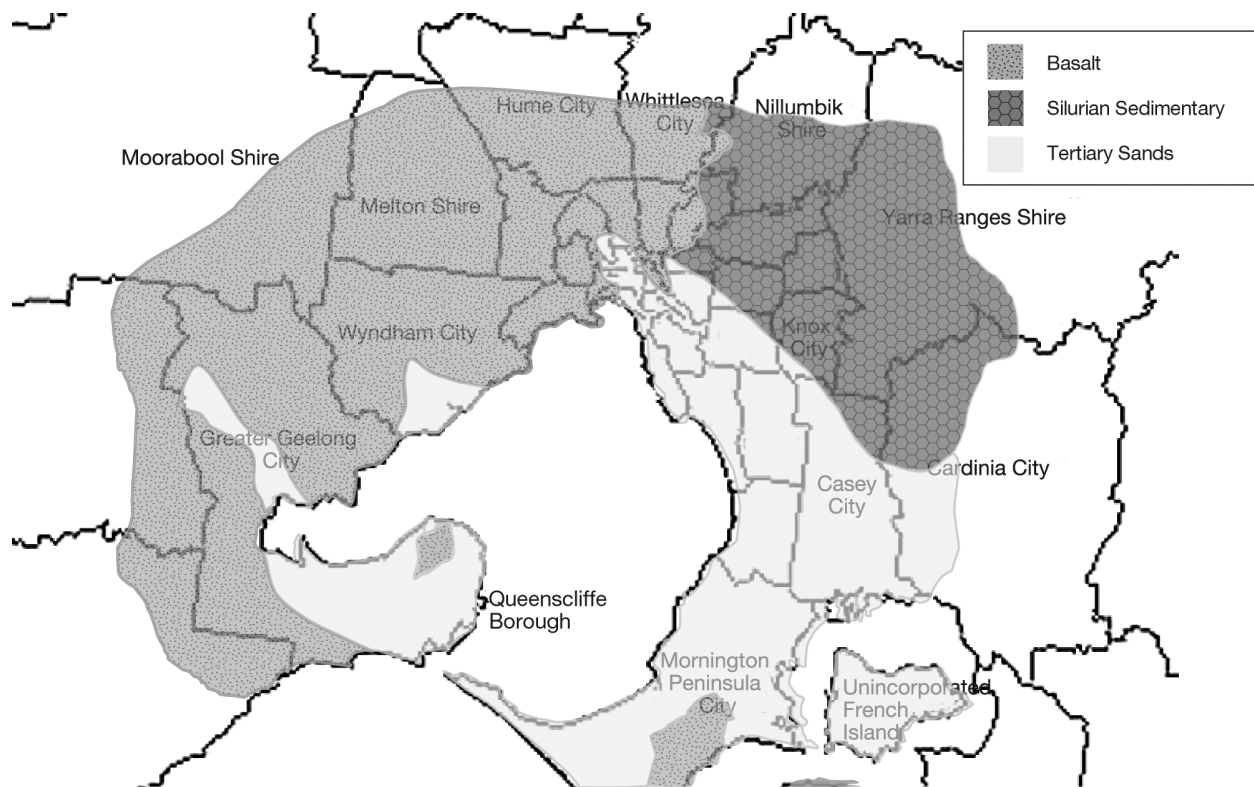 Basalt
Silurian Sedimentary
Tertiary Sands
Hume City
Whittlesea
City
Nillumbik
Shire
Moorabool Shire
Melton Shire
Yarra Ranges Shire
Wyndham City
Knox
City
Greater Geelong
City
Cardinia City
Casey
City
Queenscliffe
Borough
Mornington
Peninsula
City
Unincorporated
French
Island